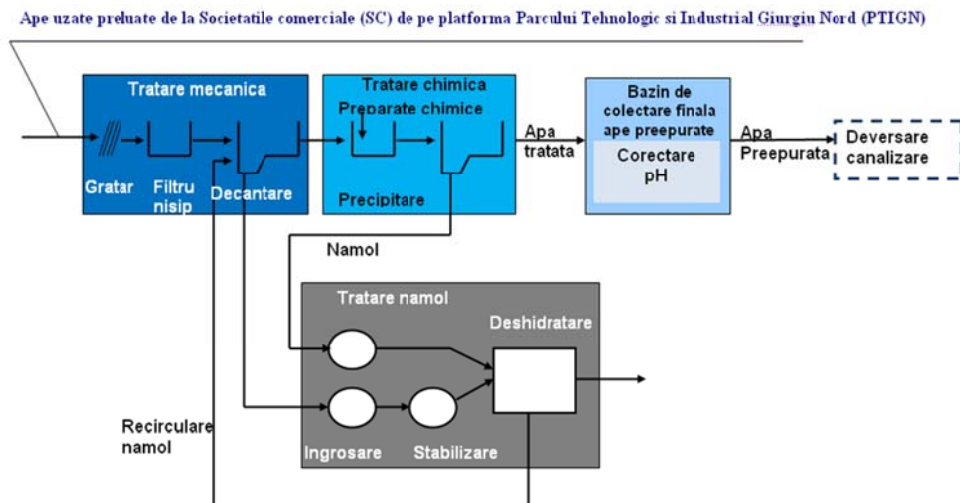 Ape uzate preluate de la Societatile comerciale (SC) de pe platforma Parcului Tehnologic si Industrial Giurgiu Nord (PTIGN)
Tratare mecanica
Gratar
Filtru
nisip
Decantare
Tratare chimica
Preparate chimice
Precipitare
Apa
tratata
Bazin de
colectare finala
ape preepurate
Corectare
pH
Apa
Preepurata
Deversare
canalizare
Namol
Tratare namol
Deshidratare
Ingrosare
Stabilizare
Recirculare
namol